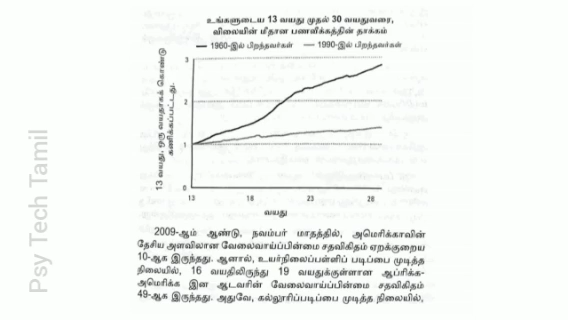 உங்களுடைய 13 வயது முதல் 30 வயதுவரை,
விலையின் மீதான பணவீக்கத்தின் தாக்கம்
1960-இல் பிறந்தவர்கள் 1990-இல் பிறந்தவர்கள்
13 வயது, ஒரு வயதாகக் கொண்டு
கணிக்கப்பட்டது.
3
2
1
0
13 18 23 28
வயது
2009-ஆம் ஆண்டு, நவம்பர் மாதத்தில், அமெரிக்காவின்
தேசிய அளவிலான வேலைவாய்ப்பின்மை சதவிகிதம் ஏறக்குறைய
10-ஆக இருந்தது. ஆனால், உயர்நிலைப்பள்ளிப் படிப்பை முடித்த
நிலையில், 16 வயதிலிருந்து 19 வயதுக்குள்ளான ஆப்ரிக்க-
அமெரிக்க இன ஆடவரின் வேலைவாய்ப்பின்மை சதவிகிதம்
49-ஆக இருந்தது. அதுவே, கல்லூரிப்படிப்பை முடித்த நிலையில்,
Psy Tech Tamil